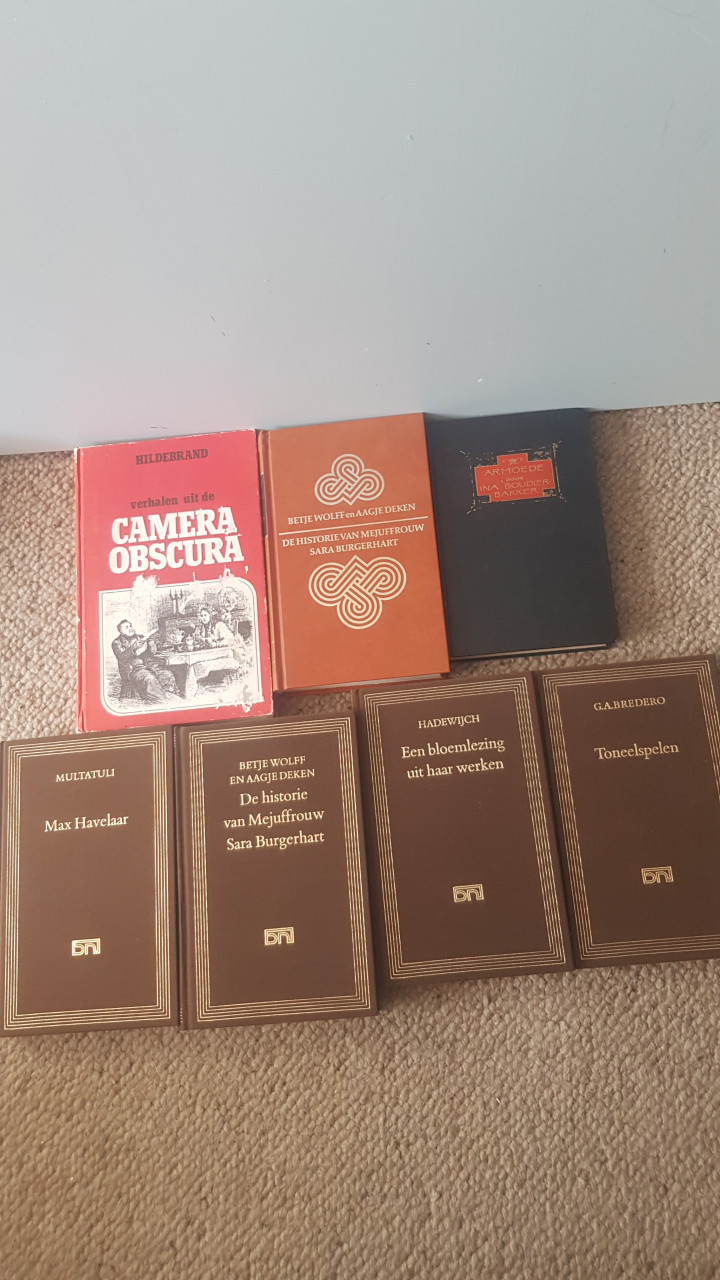 HILDEBRAND
verhalen uit de
CAMERA
OBSCURA
BETJE WOLFF en AAGJE DEKEN
DE HISTORIE VAN MEJUFFROUW
SARA BURGERHART
ARMOEDE
DOOR
INA BOUDIER
BAKKER
MULTATULI
Max Havelaar
BETJE WOLFF
EN AAGJE DEKEN
De historie
van Mejuffrouw
Sara Burgerhart
HADEWIJCH
Een bloemlezing
uit haar werken
G.A.BREDERO
Toneelspelen